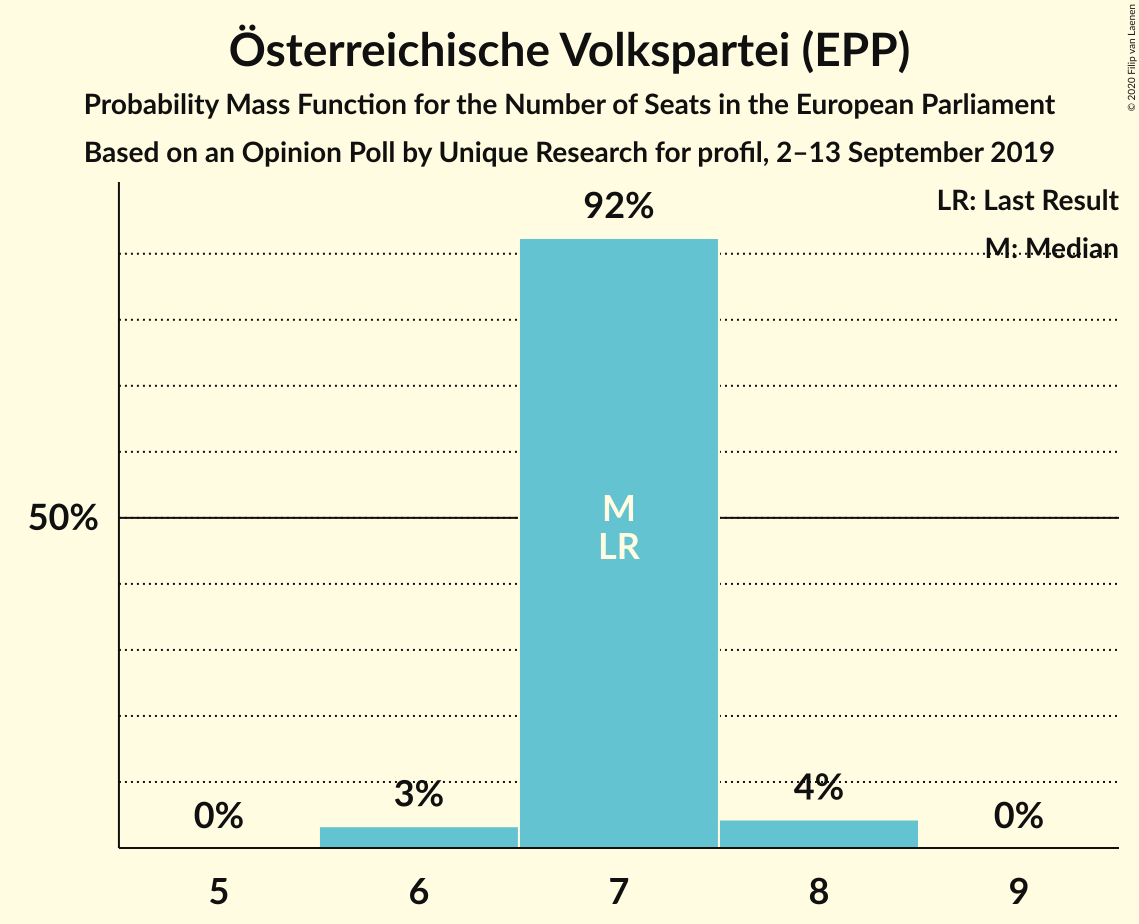 Österreichische Volkspartei (EPP)
Probability Mass Function for the Number of Seats in the European Parliament
Based on an Opinion Poll by Unique Research for profil, 2–13 September 2019
© 2020 Filip van Laenen
LR: Last Result
M: Median
92%
50%
M
LR
0%
3%
4%
0%
5
6
7
8
9